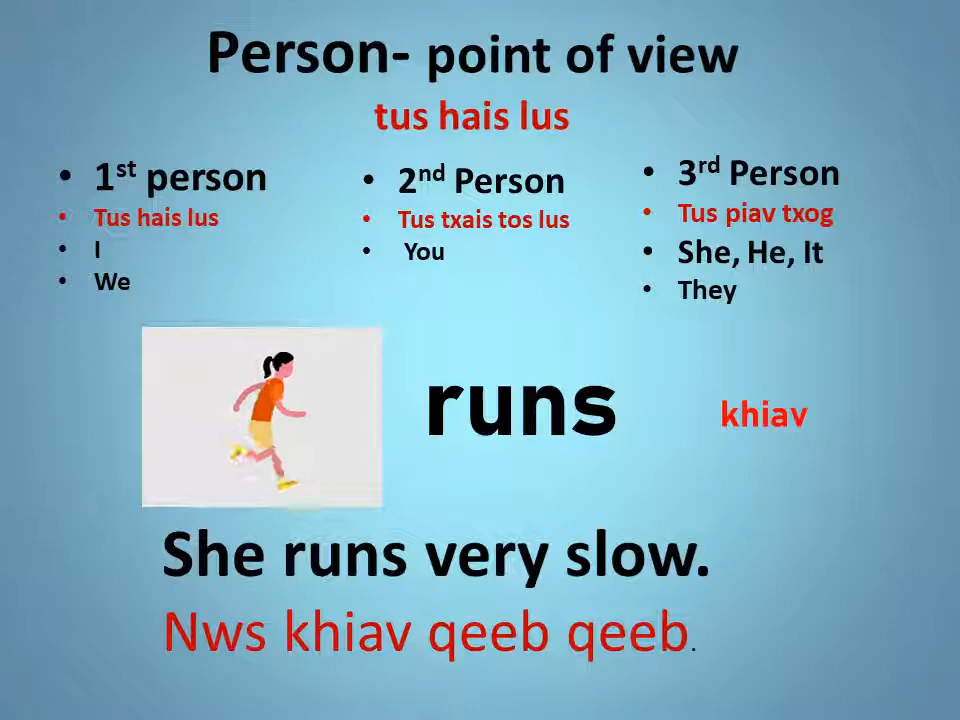 Person- point of view
tus hais lus
• 1st person
• Tus hais lus
• I
• We
• 2nd Person
• Tus txais tos lus
• You
• 3rd Person
• Tus piav txog
• She, He, It
• They
runs
khiav
She runs very slow.
Nws khiav qeeb qeeb.